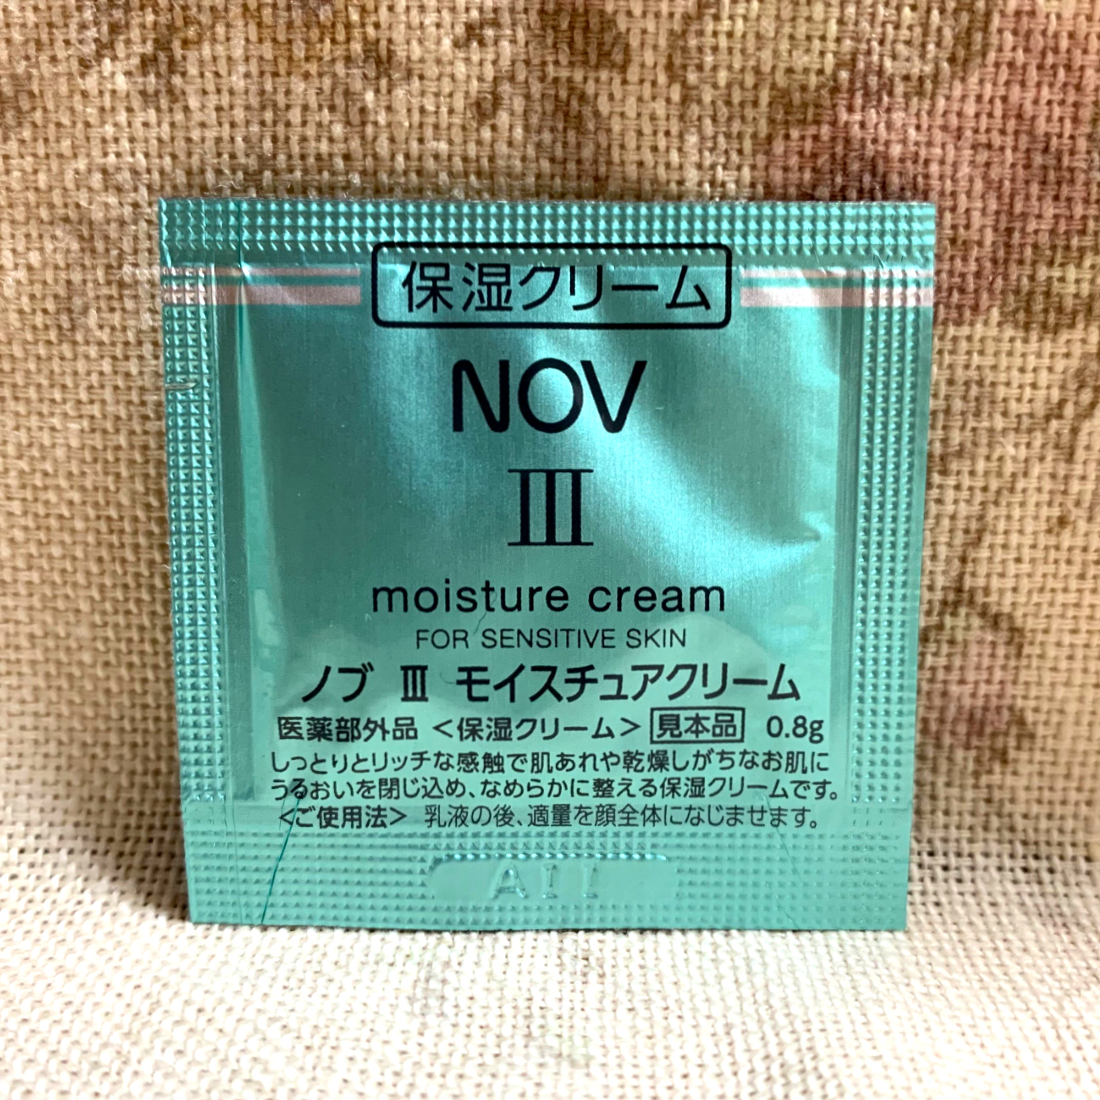 保湿クリーム
NOV
III
moisture cream
FOR SENSITIVE SKIN
ノブ III モイスチュアクリーム
医薬部外品 <保湿クリーム> 見本品 0.8g
しっとりとリッチな感触で肌あれや乾燥しがちなお肌に
うるおいを閉じ込め、なめらかに整える保湿クリームです。
<ご使用法> 乳液の後、適量を顔全体になじませます。